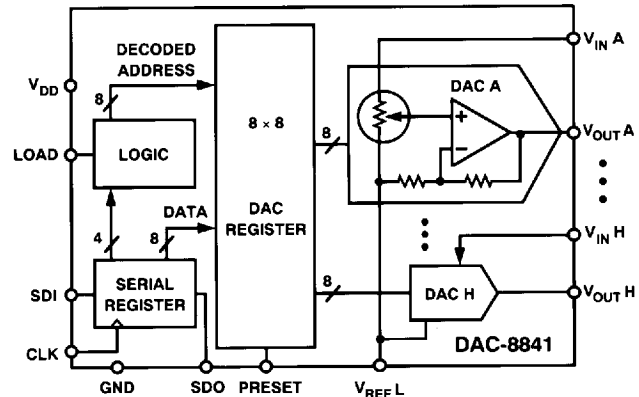 V_IN A
DECODED
ADDRESS
DAC A
V_DD
8
8 × 8
+
8
V_OUT A
LOAD
LOGIC
−
DAC
REGISTER
DATA
4
8
V_IN H
SERIAL
REGISTER
8
SDI
DAC H
V_OUT H
DAC-8841
CLK
GND
SDO
PRESET
V_REF L